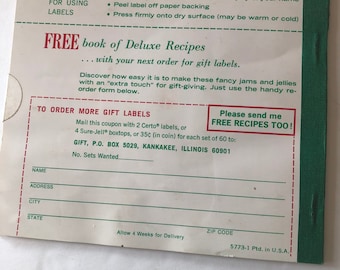 FOR USING
LABELS
• Peel label off paper backing
• Press firmly onto dry surface (may be warm or cold)
FREE book of Deluxe Recipes
... with your next order for gift labels.
Discover how easy it is to make these fancy jams and jellies
with an "extra touch" for gift-giving. Just use the handy re-
order form below.
TO ORDER MORE GIFT LABELS
Mail this coupon with 2 Certo® labels, or
4 Sure-Jell® boxtops, or 35¢ (in coin) for each set of 60 to:
GIFT, P.O. BOX 5029, KANKAKEE, ILLINOIS 60901
No. Sets Wanted
Please send me
FREE RECIPES TOO!
NAME
ADDRESS
CITY
STATE
ZIP CODE
Allow 4 Weeks for Delivery
5773-1 Ptd. in U.S.A.